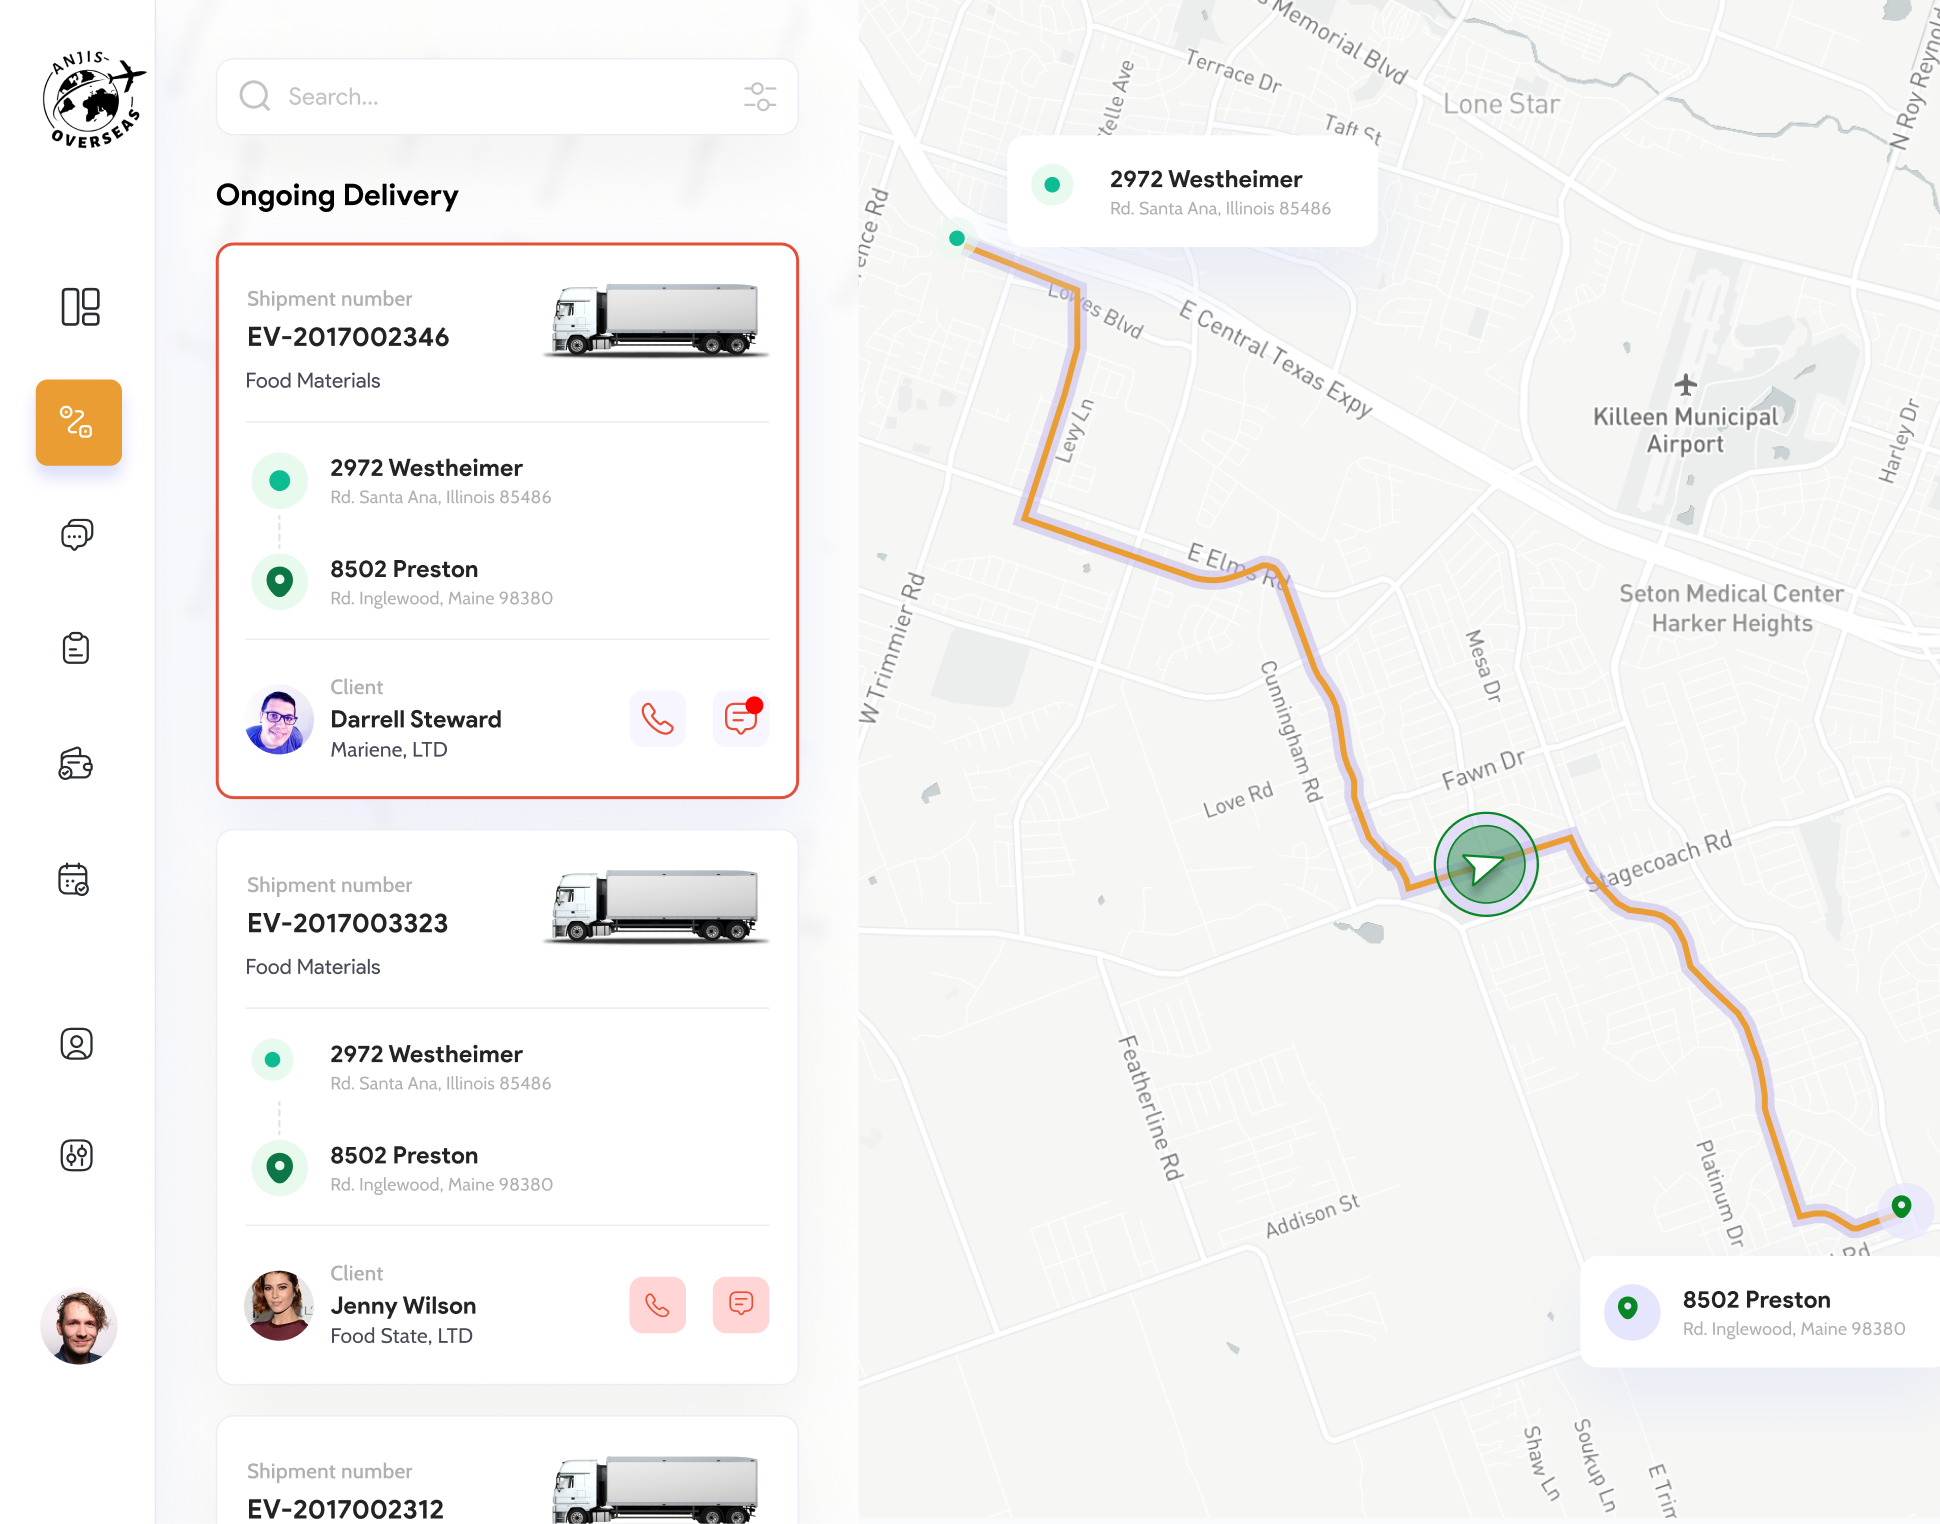 ANJIS-
OVERSEAS
Search...
Ongoing Delivery
Shipment number
EV-2017002346
Food Materials
2972 Westheimer
Rd. Santa Ana, Illinois 85486
8502 Preston
Rd. Inglewood, Maine 98380
Client
Darrell Steward
Mariene, LTD
Shipment number
EV-2017003323
Food Materials
2972 Westheimer
Rd. Santa Ana, Illinois 85486
8502 Preston
Rd. Inglewood, Maine 98380
Client
Jenny Wilson
Food State, LTD
Shipment number
EV-2017002312
s Memorial Blvd
Terrace Dr
telle Ave
Taft St
Lone Star
N Roy Reynold
2972 Westheimer
Rd. Santa Ana, Illinois 85486
ence Rd
Lowes Blvd
E Central Texas Expy
Killeen Municipal
Airport
Levy Ln
Harley Dr
E Elms Rd
Seton Medical Center
Harker Heights
W Trimmier Rd
Mesa Dr
Cunningham Rd
Fawn Dr
Love Rd
Stagecoach Rd
Featherline Rd
Platinum Dr
Addison St
Rd
8502 Preston
Rd. Inglewood, Maine 98380
Shaw Ln
Soukup Ln
E Trim